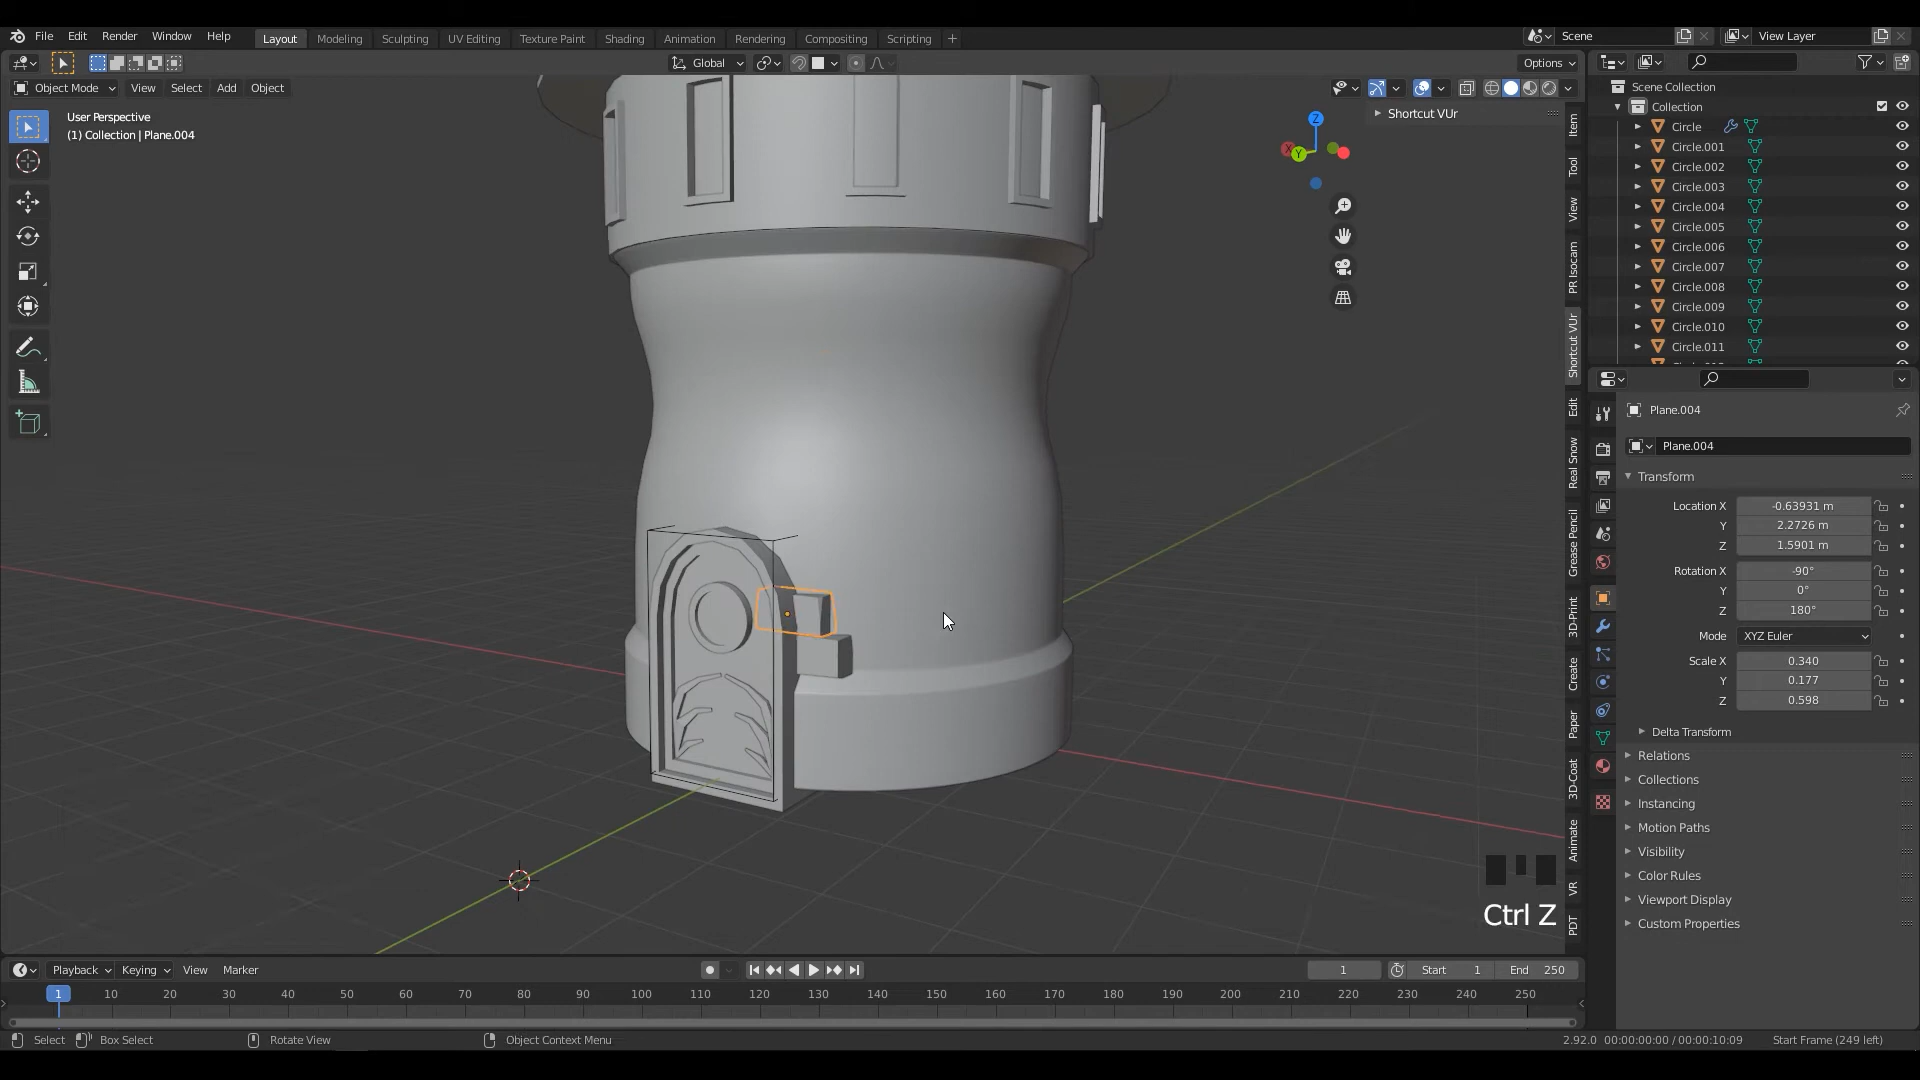 File Edit Render Window Help
Layout Modeling Sculpting UV Editing Texture Paint Shading Animation Rendering Compositing Scripting +
Scene View Layer
Global Options
Object Mode View Select Add Object
User Perspective
(1) Collection | Plane.004
Shortcut VUr
Z
X
Y
Item
Tool
View
PR Isocam
Shortcut VUr
Edit
Real Snow
Grease Pencil
3D-Print
Create
Paper
3D-Coat
Animate
VR
PDT
Scene Collection
Collection
Circle
Circle.001
Circle.002
Circle.003
Circle.004
Circle.005
Circle.006
Circle.007
Circle.008
Circle.009
Circle.010
Circle.011
Plane.004
Plane.004
Transform
Location X -0.63931 m
Y 2.2726 m
Z 1.5901 m
Rotation X -90°
Y 0°
Z 180°
Mode XYZ Euler
Scale X 0.340
Y 0.177
Z 0.598
Delta Transform
Relations
Collections
Instancing
Motion Paths
Visibility
Color Rules
Viewport Display
Custom Properties
Ctrl Z
Playback Keying View Marker
1 Start 1 End 250
1 10 20 30 40 50 60 70 80 90 100 110 120 130 140 150 160 170 180 190 200 210 220 230 240 250
Select Box Select Rotate View Object Context Menu
2.92.0 00:00:00:00 / 00:00:10:09 Start Frame (249 left)